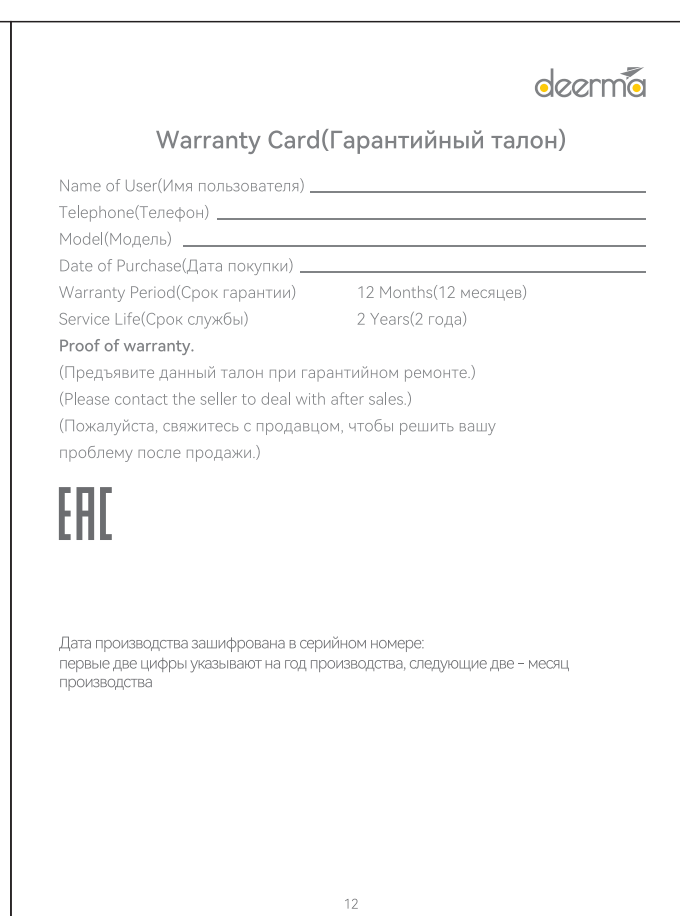 deerma
Warranty Card(Гарантийный талон)
Name of User(Имя пользователя)
Telephone(Телефон)
Model(Модель)
Date of Purchase(Дата покупки)
Warranty Period(Срок гарантии) 12 Months(12 месяцев)
Service Life(Срок службы) 2 Years(2 года)
Proof of warranty.
(Предъявите данный талон при гарантийном ремонте.)
(Please contact the seller to deal with after sales.)
(Пожалуйста, свяжитесь с продавцом, чтобы решить вашу
проблему после продажи.)
EAC
Дата производства зашифрована в серийном номере:
первые две цифры указывают на год производства, следующие две – месяц
производства
12